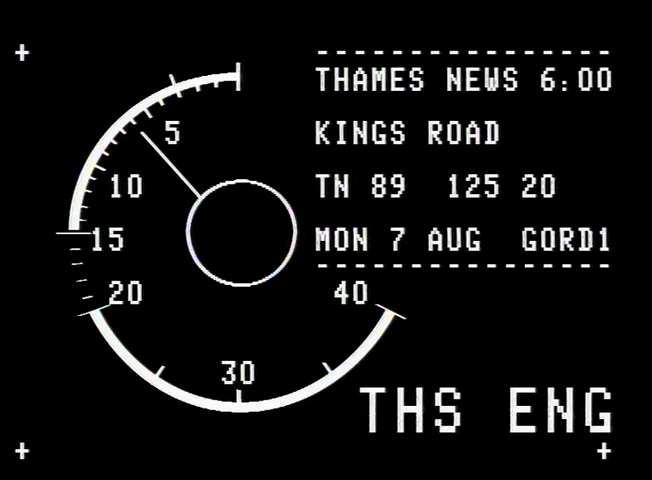 THAMES NEWS 6:00
KINGS ROAD
TN 89 125 20
MON 7 AUG GORD1
5
10
15
20
30
40
THS ENG